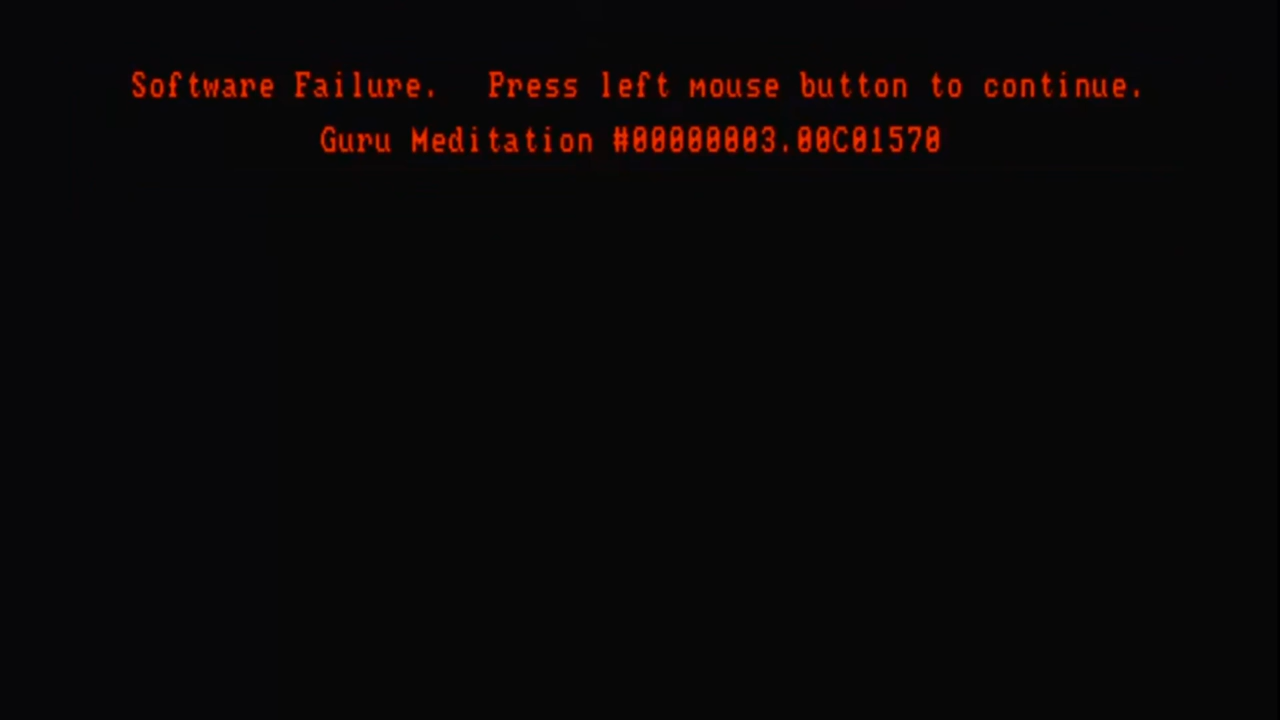 Software Failure.   Press left mouse button to continue.
Guru Meditation #00000003.00C01570